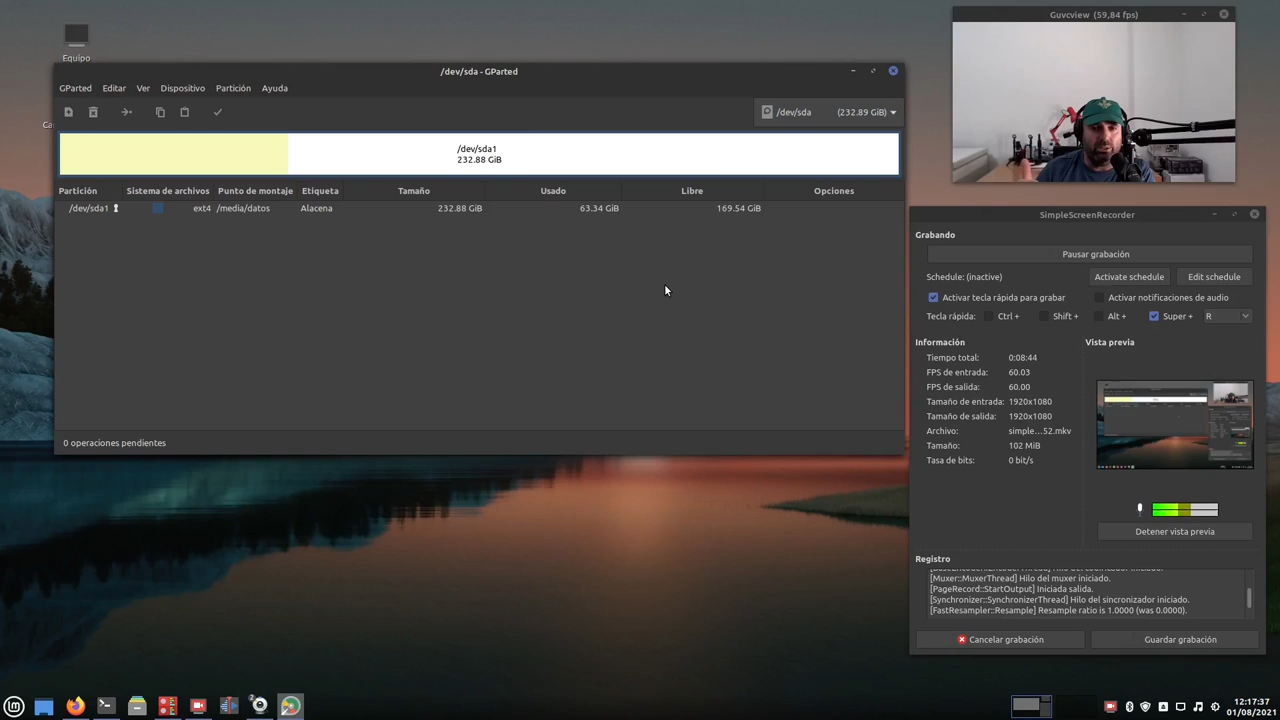 Equipo
Ca
/dev/sda - GParted
GParted Editar Ver Dispositivo Partición Ayuda
/dev/sda (232.89 GiB)
/dev/sda1
232.88 GiB
Partición Sistema de archivos Punto de montaje Etiqueta Tamaño Usado Libre Opciones
/dev/sda1 ext4 /media/datos Alacena 232.88 GiB 63.34 GiB 169.54 GiB
0 operaciones pendientes
Guvcview (59,84 fps)
SimpleScreenRecorder
Grabando
Pausar grabación
Schedule: (inactive) Activate schedule Edit schedule
Activar tecla rápida para grabar Activar notificaciones de audio
Tecla rápida: Ctrl + Shift + Alt + Super + R
Información Vista previa
Tiempo total: 0:08:44
FPS de entrada: 60.03
FPS de salida: 60.00
Tamaño de entrada: 1920x1080
Tamaño de salida: 1920x1080
Archivo: simple...52.mkv
Tamaño: 102 MiB
Tasa de bits: 0 bit/s
Detener vista previa
Registro
[Muxer::MuxerThread] Hilo del muxer iniciado.
[PageRecord::StartOutput] Iniciada salida.
[Synchronizer::SynchronizerThread] Hilo del sincronizador iniciado.
[FastResampler::Resample] Resample ratio is 1.0000 (was 0.0000).
Cancelar grabación Guardar grabación
12:17:37
01/08/2021